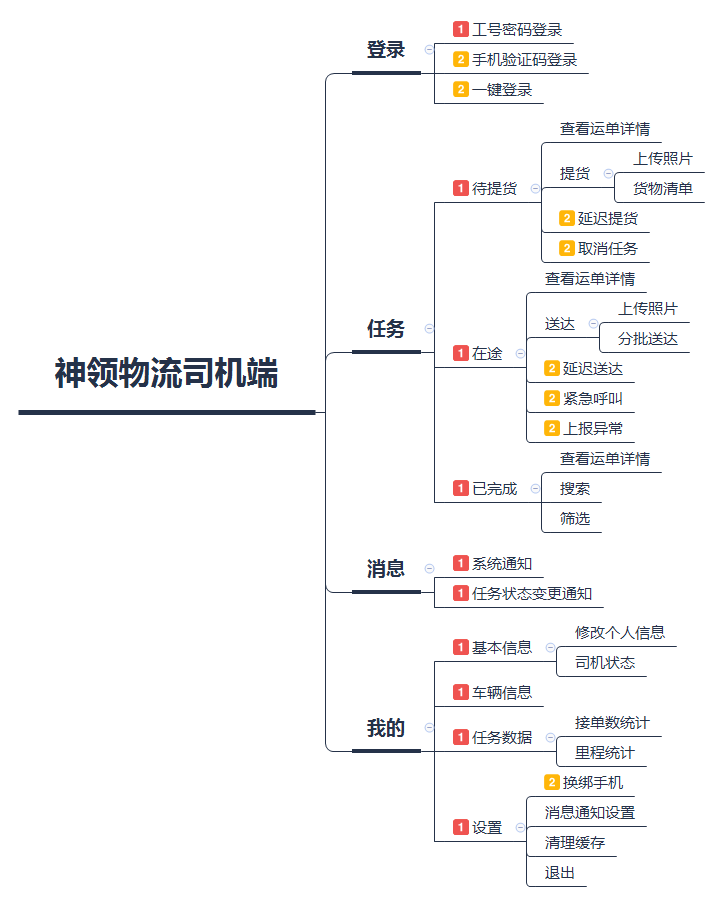 神领物流司机端
登录
1 工号密码登录
2 手机验证码登录
2 一键登录
任务
1 待提货
查看运单详情
提货
上传照片
货物清单
2 延迟提货
2 取消任务
1 在途
查看运单详情
送达
上传照片
分批送达
2 延迟送达
2 紧急呼叫
2 上报异常
1 已完成
查看运单详情
搜索
筛选
消息
1 系统通知
1 任务状态变更通知
我的
1 基本信息
修改个人信息
司机状态
1 车辆信息
1 任务数据
接单数统计
里程统计
1 设置
2 换绑手机
消息通知设置
清理缓存
退出